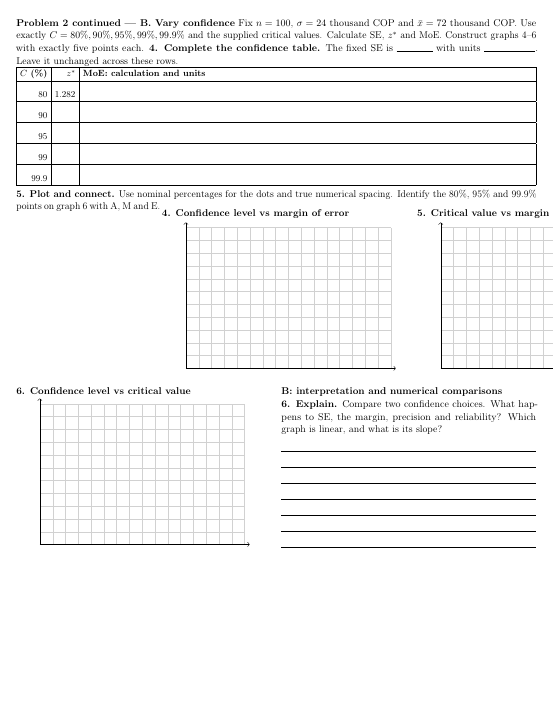 Problem 2 continued — B. Vary confidence Fix n = 100, σ = 24 thousand COP and x̄ = 72 thousand COP. Use
exactly C = 80%, 90%, 95%, 99%, 99.9% and the supplied critical values. Calculate SE, z* and MoE. Construct graphs 4–6
with exactly five points each. 4. Complete the confidence table. The fixed SE is ______ with units ________.
Leave it unchanged across these rows.
C (%) z* MoE: calculation and units
80 1.282
90
95
99
99.9
5. Plot and connect. Use nominal percentages for the dots and true numerical spacing. Identify the 80%, 95% and 99.9%
points on graph 6 with A, M and E.
4. Confidence level vs margin of error
5. Critical value vs margin
6. Confidence level vs critical value
B: interpretation and numerical comparisons
6. Explain. Compare two confidence choices. What hap-
pens to SE, the margin, precision and reliability? Which
graph is linear, and what is its slope?